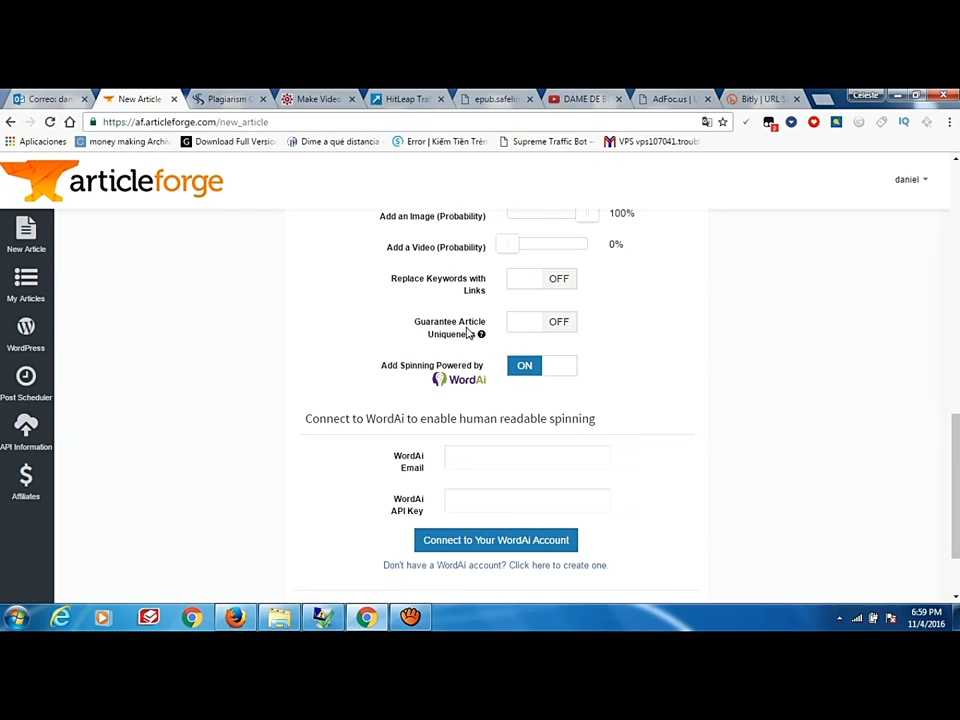 Correo: dan
New Article
Plagiarism C
Make Video
HitLeap Traf
epub.safelin
DAME DE B
AdFoc.us | C
Bitly | URL S
Celeste
https://af.articleforge.com/new_article
Aplicaciones
money making Archiv
Download Full Versio
Dime a qué distancia
Error | Kiếm Tiền Trên
Supreme Traffic Bot –
VPS vps107041.troubl
articleforge
daniel
New Article
My Articles
WordPress
Post Scheduler
API Information
Affiliates
Add an Image (Probability)
100%
Add a Video (Probability)
0%
Replace Keywords with
Links
OFF
Guarantee Article
Uniqueness
OFF
Add Spinning Powered by
WordAi
ON
Connect to WordAi to enable human readable spinning
WordAi
Email
WordAi
API Key
Connect to Your WordAi Account
Don't have a WordAi account? Click here to create one.
6:59 PM
11/4/2016